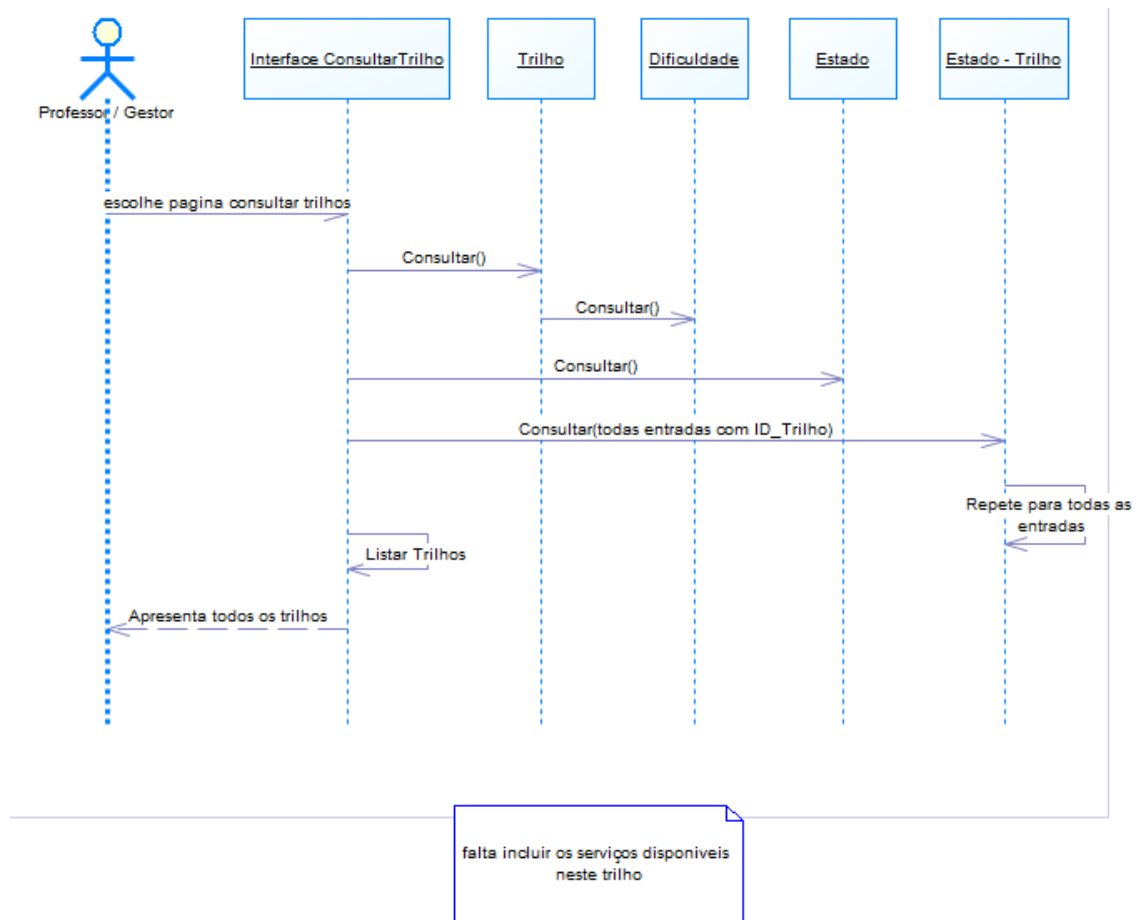 Professor / Gestor
Interface ConsultarTrilho
Trilho
Dificuldade
Estado
Estado - Trilho
escolhe pagina consultar trilhos
Consultar()
Consultar()
Consultar()
Consultar(todas entradas com ID_Trilho)
Repete para todas as
entradas
Listar Trilhos
Apresenta todos os trilhos
falta incluir os serviços disponiveis
neste trilho